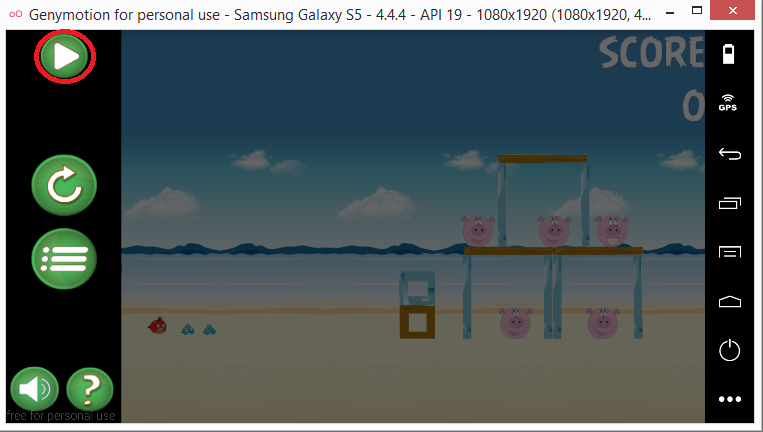 Genymotion for personal use - Samsung Galaxy S5 - 4.4.4 - API 19 - 1080x1920 (1080x1920, 4...
SCORE
0
GPS
?
free for personal use